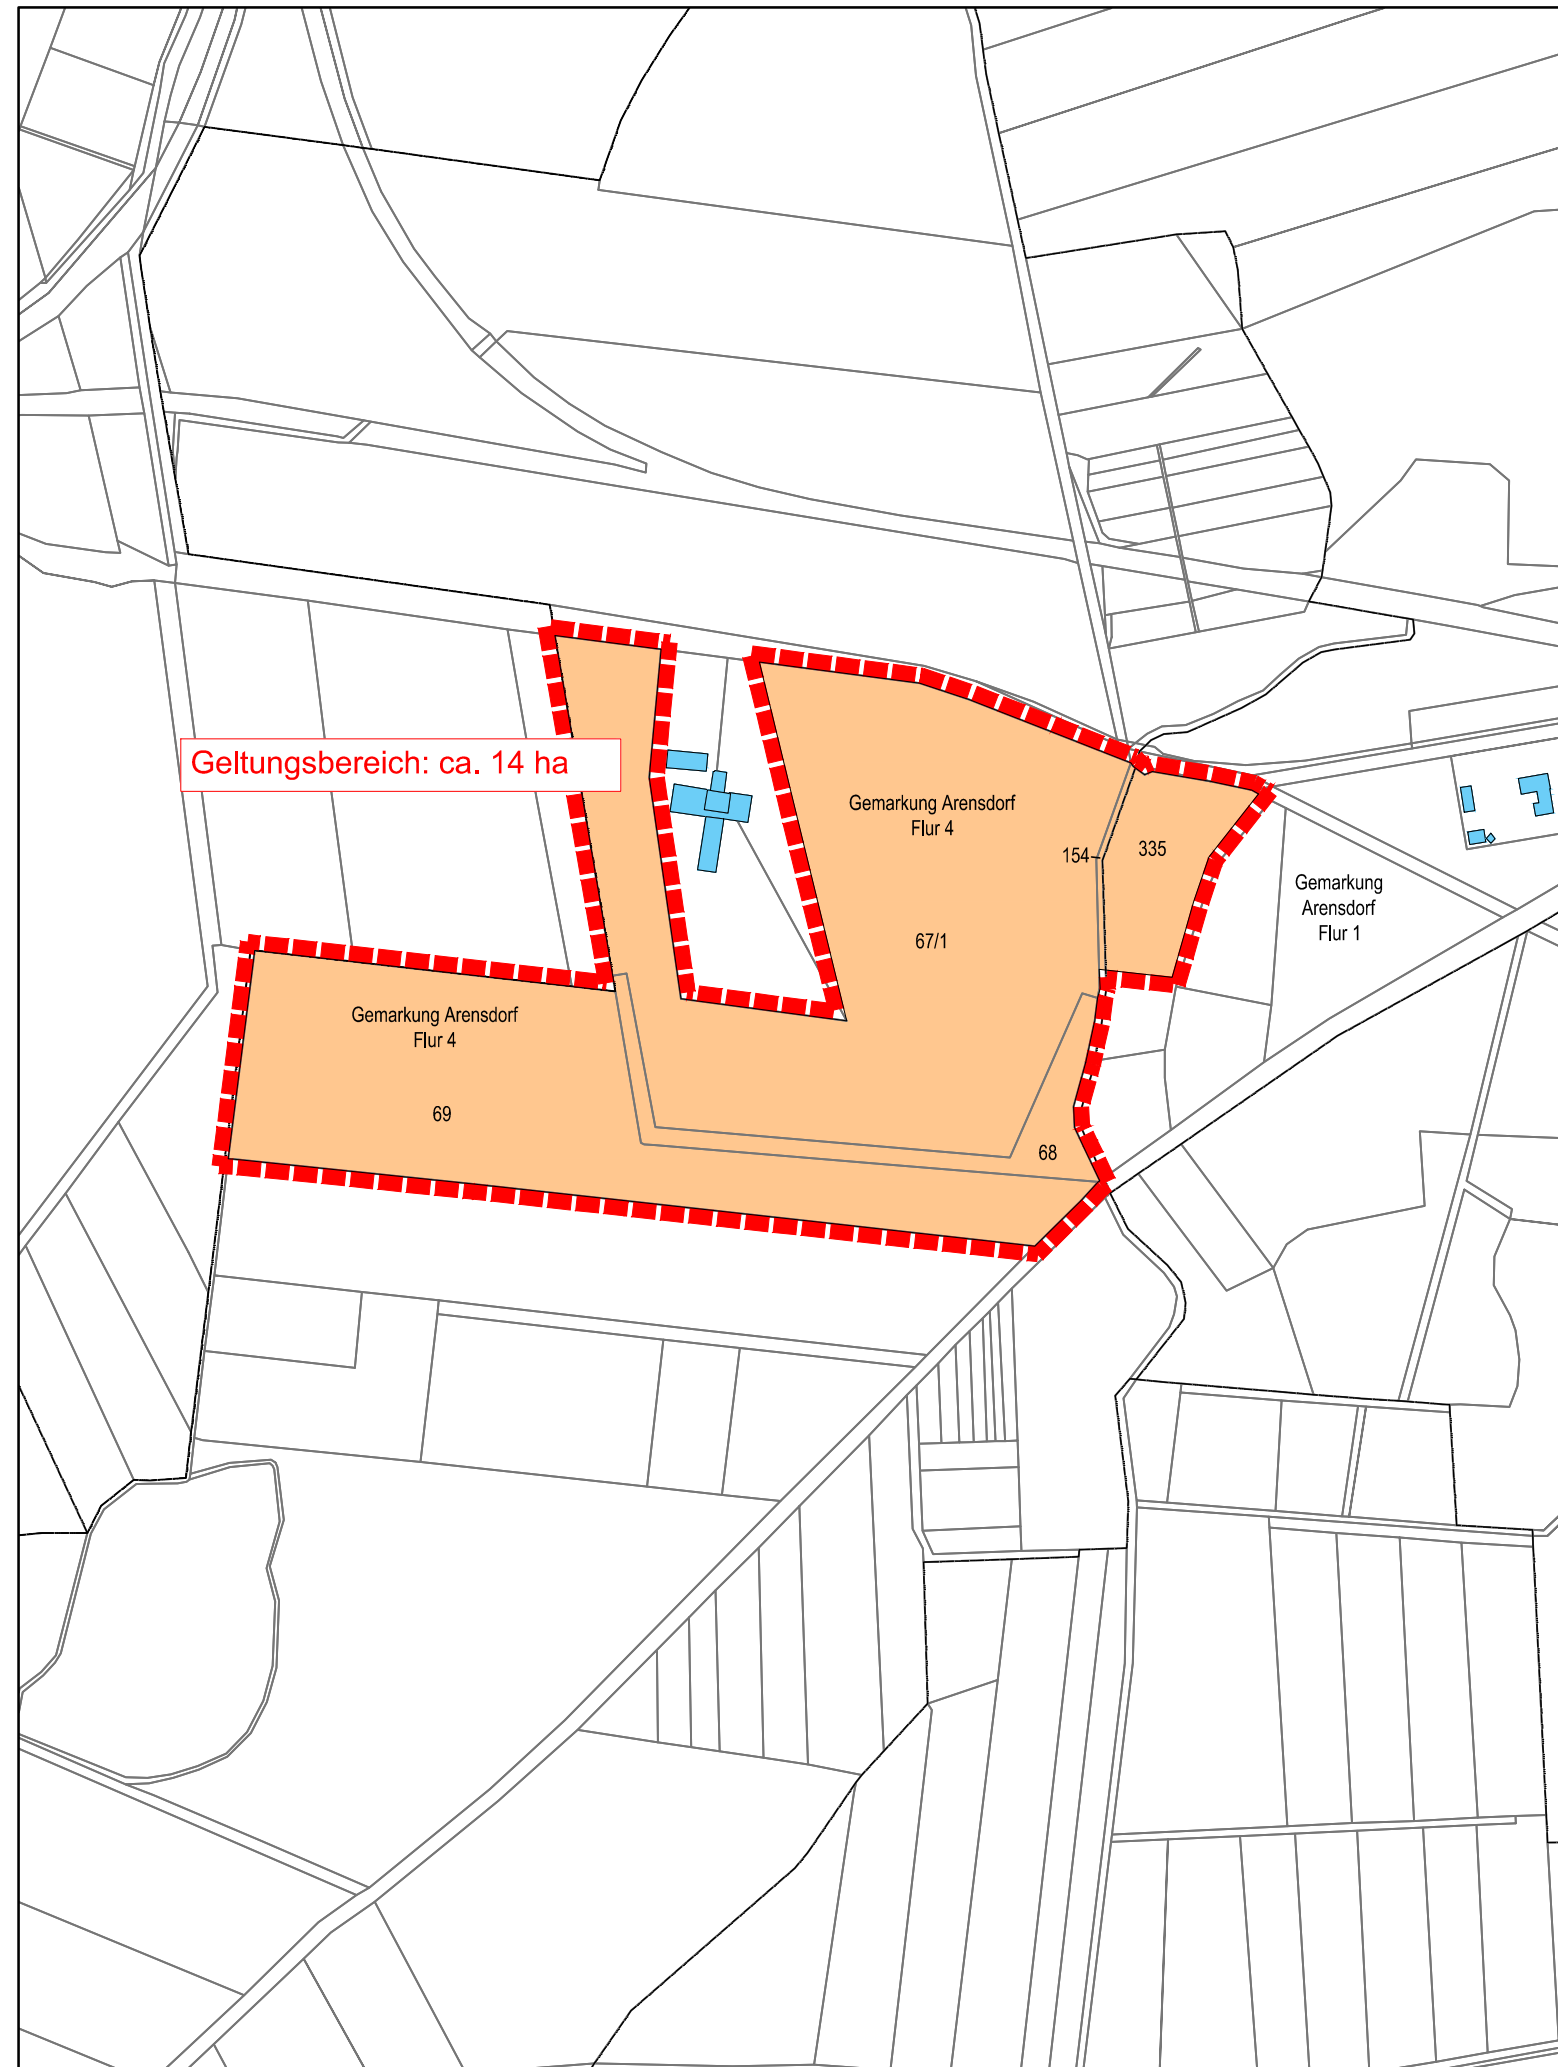 Geltungsbereich: ca. 14 ha
Gemarkung Arensdorf
Flur 4
154
335
Gemarkung
Arensdorf
Flur 1
67/1
Gemarkung Arensdorf
Flur 4
69
68